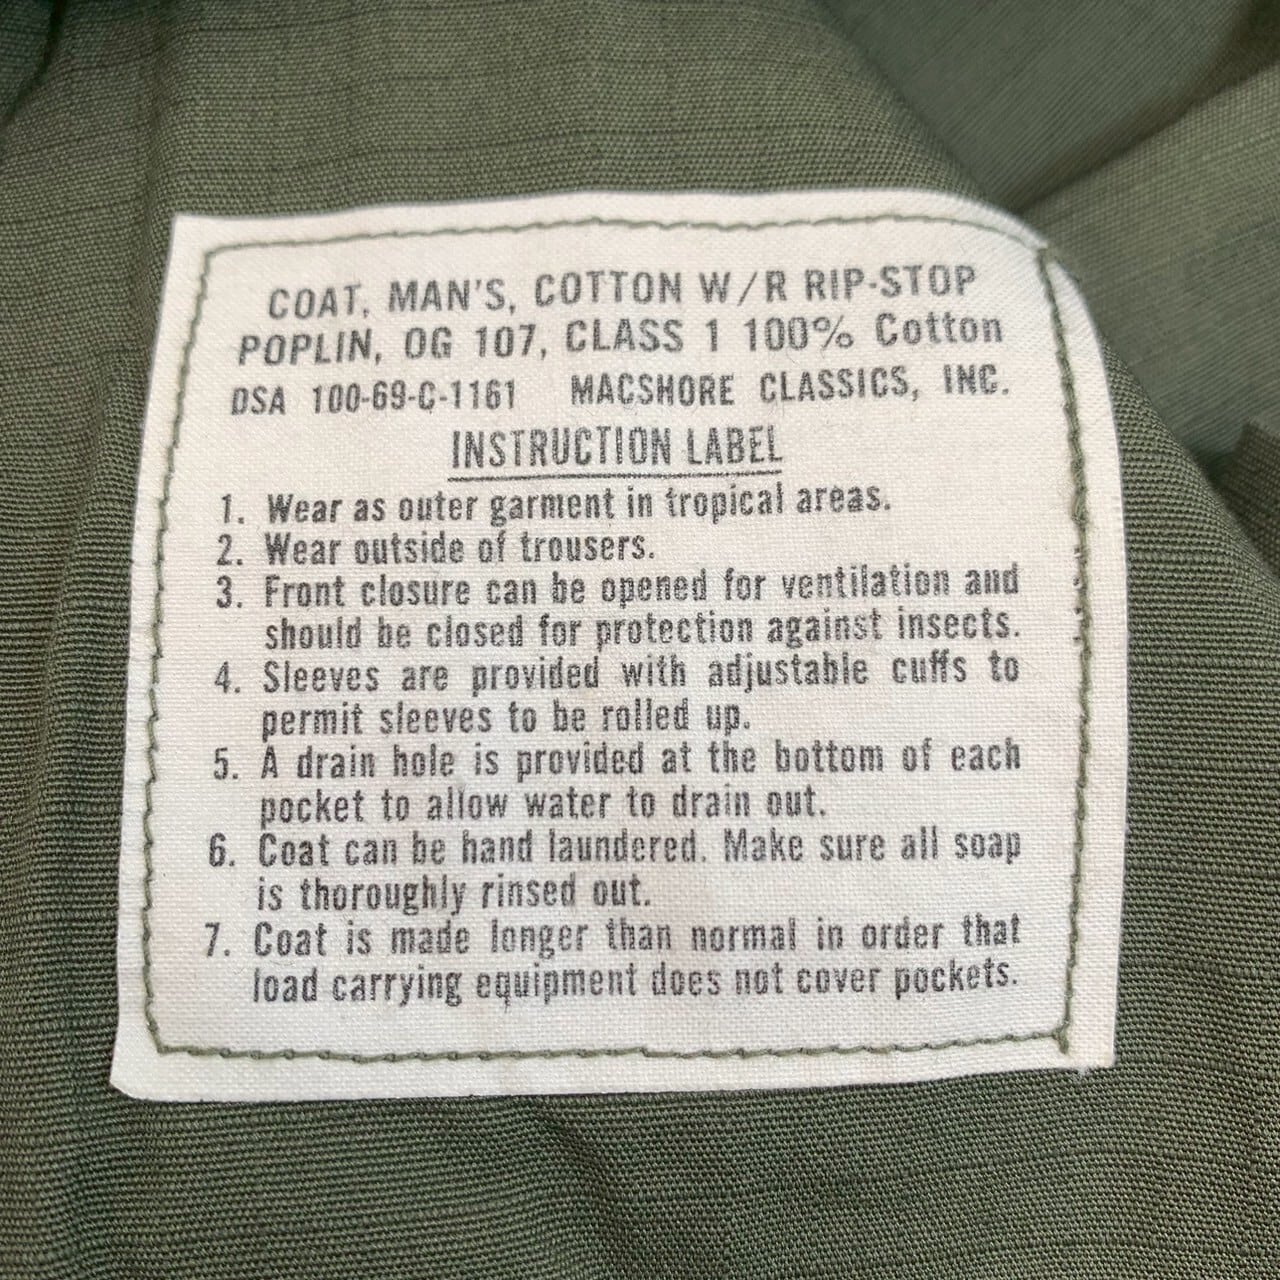 COAT, MAN'S, COTTON W/R RIP-STOP
POPLIN, OG 107, CLASS 1 100% Cotton
DSA 100-69-C-1161 MACSHORE CLASSICS, INC.
INSTRUCTION LABEL
1. Wear as outer garment in tropical areas.
2. Wear outside of trousers.
3. Front closure can be opened for ventilation and
should be closed for protection against insects.
4. Sleeves are provided with adjustable cuffs to
permit sleeves to be rolled up.
5. A drain hole is provided at the bottom of each
pocket to allow water to drain out.
6. Coat can be hand laundered. Make sure all soap
is thoroughly rinsed out.
7. Coat is made longer than normal in order that
load carrying equipment does not cover pockets.